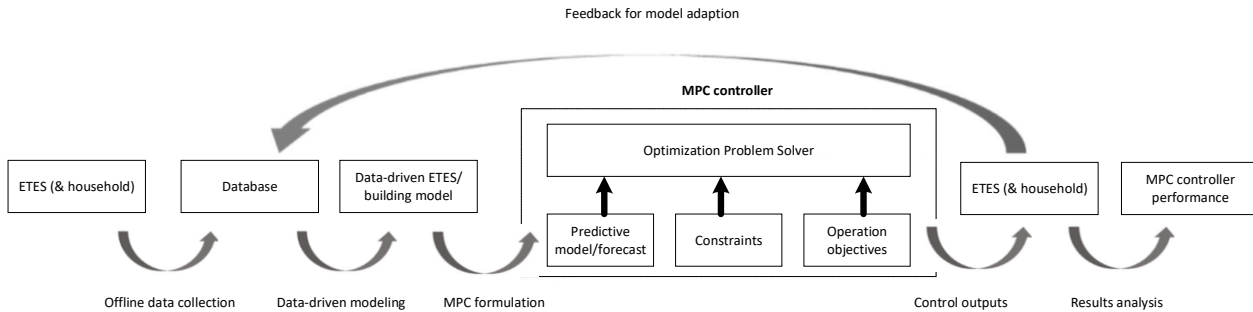 Feedback for model adaption
MPC controller
Optimization Problem Solver
ETES (& household)
Database
Data-driven ETES/
building model
ETES (& household)
MPC controller
performance
Predictive
model/forecast
Constraints
Operation
objectives
Offline data collection
Data-driven modeling
MPC formulation
Control outputs
Results analysis